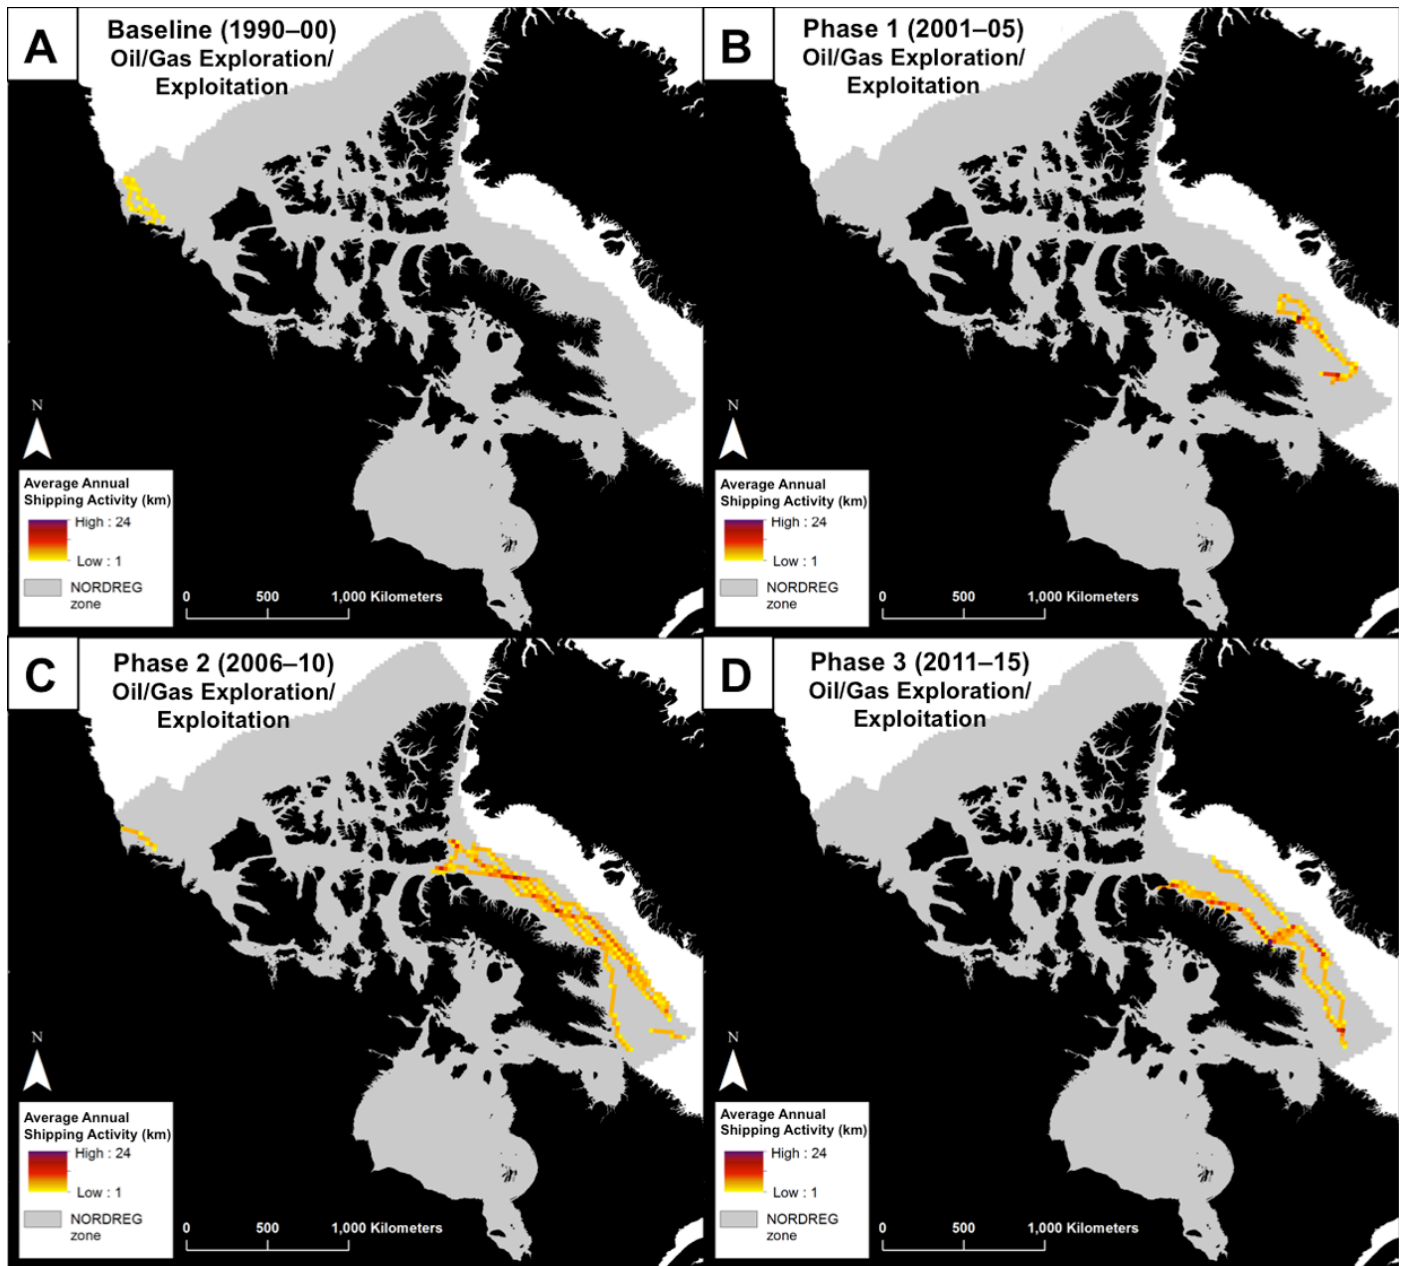 A
Baseline (1990–00)
Oil/Gas Exploration/
Exploitation
N
Average Annual
Shipping Activity (km)
High : 24
Low : 1
NORDREG
zone
0 500 1,000 Kilometers
B
Phase 1 (2001–05)
Oil/Gas Exploration/
Exploitation
N
Average Annual
Shipping Activity (km)
High : 24
Low : 1
NORDREG
zone
0 500 1,000 Kilometers
C
Phase 2 (2006–10)
Oil/Gas Exploration/
Exploitation
N
Average Annual
Shipping Activity (km)
High : 24
Low : 1
NORDREG
zone
0 500 1,000 Kilometers
D
Phase 3 (2011–15)
Oil/Gas Exploration/
Exploitation
N
Average Annual
Shipping Activity (km)
High : 24
Low : 1
NORDREG
zone
0 500 1,000 Kilometers